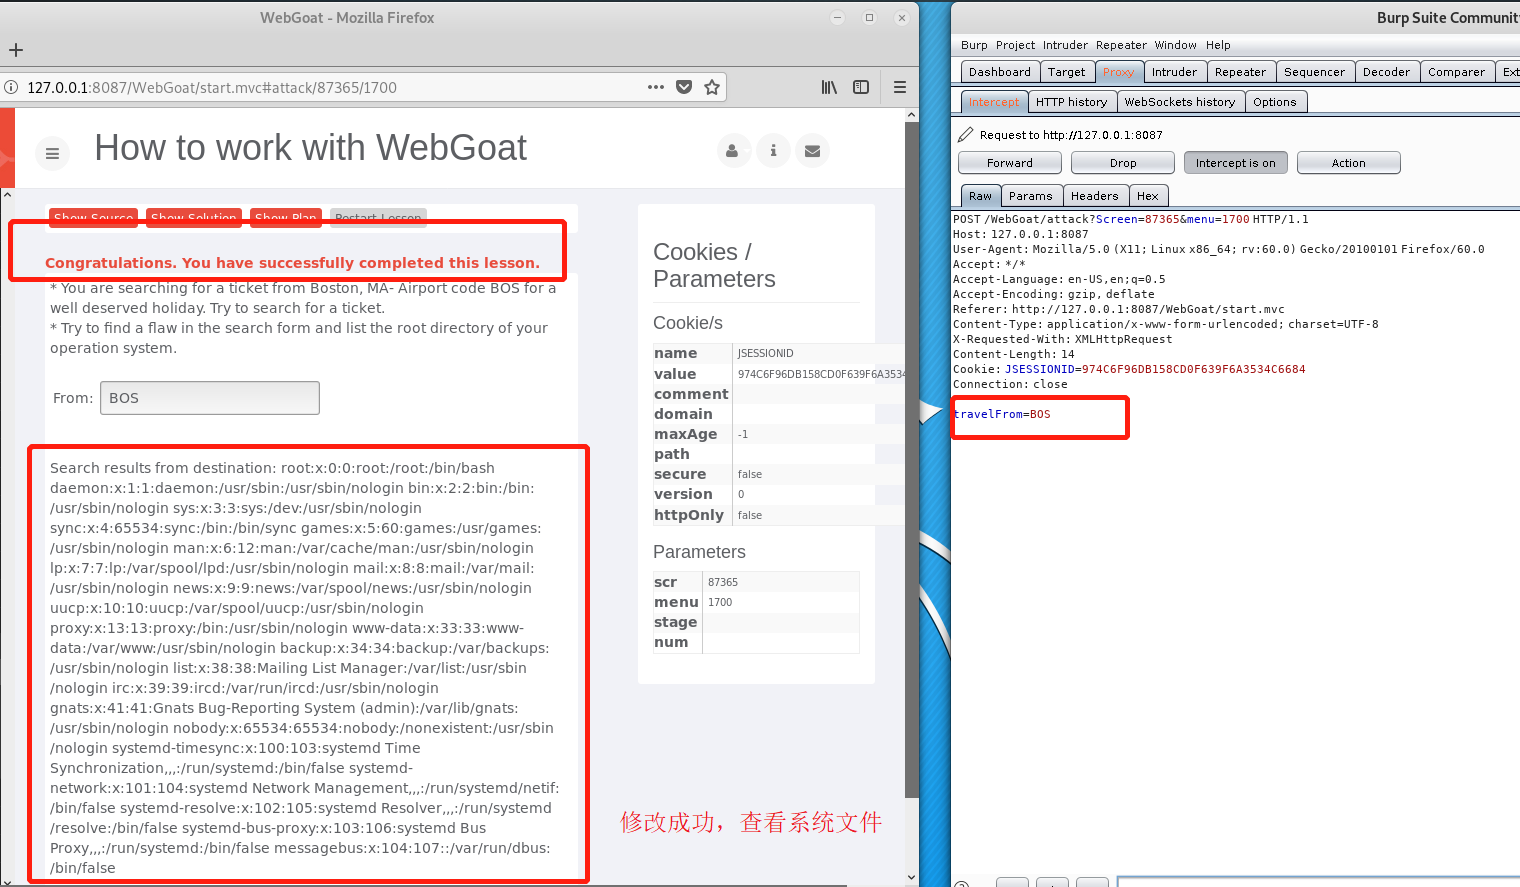 WebGoat - Mozilla Firefox
127.0.0.1:8087/WebGoat/start.mvc#attack/87365/1700
How to work with WebGoat
Show Source Show Solution Show Plan Restart Lesson
Congratulations. You have successfully completed this lesson.
* You are searching for a ticket from Boston, MA- Airport code BOS for a
well deserved holiday. Try to search for a ticket.
* Try to find a flaw in the search form and list the root directory of your
operation system.
From: BOS
Search results from destination: root:x:0:0:root:/root:/bin/bash
daemon:x:1:1:daemon:/usr/sbin:/usr/sbin/nologin bin:x:2:2:bin:/bin:
/usr/sbin/nologin sys:x:3:3:sys:/dev:/usr/sbin/nologin
sync:x:4:65534:sync:/bin:/bin/sync games:x:5:60:games:/usr/games:
/usr/sbin/nologin man:x:6:12:man:/var/cache/man:/usr/sbin/nologin
lp:x:7:7:lp:/var/spool/lpd:/usr/sbin/nologin mail:x:8:8:mail:/var/mail:
/usr/sbin/nologin news:x:9:9:news:/var/spool/news:/usr/sbin/nologin
uucp:x:10:10:uucp:/var/spool/uucp:/usr/sbin/nologin
proxy:x:13:13:proxy:/bin:/usr/sbin/nologin www-data:x:33:33:www-
data:/var/www:/usr/sbin/nologin backup:x:34:34:backup:/var/backups:
/usr/sbin/nologin list:x:38:38:Mailing List Manager:/var/list:/usr/sbin
/nologin irc:x:39:39:ircd:/var/run/ircd:/usr/sbin/nologin
gnats:x:41:41:Gnats Bug-Reporting System (admin):/var/lib/gnats:
/usr/sbin/nologin nobody:x:65534:65534:nobody:/nonexistent:/usr/sbin
/nologin systemd-timesync:x:100:103:systemd Time
Synchronization,,,:/run/systemd:/bin/false systemd-
network:x:101:104:systemd Network Management,,,:/run/systemd/netif:
/bin/false systemd-resolve:x:102:105:systemd Resolver,,,:/run/systemd
/resolve:/bin/false systemd-bus-proxy:x:103:106:systemd Bus
Proxy,,,:/run/systemd:/bin/false messagebus:x:104:107::/var/run/dbus:
/bin/false
Cookies /
Parameters
Cookie/s
name JSESSIONID
value 974C6F96DB158CD0F639F6A3534
comment
domain
maxAge -1
path
secure false
version 0
httpOnly false
Parameters
scr 87365
menu 1700
stage
num
修改成功，查看系统文件
Burp Suite Communit
Burp Project Intruder Repeater Window Help
Dashboard Target Proxy Intruder Repeater Sequencer Decoder Comparer Ext
Intercept HTTP history WebSockets history Options
Request to http://127.0.0.1:8087
Forward Drop Intercept is on Action
Raw Params Headers Hex
POST /WebGoat/attack?Screen=87365&menu=1700 HTTP/1.1
Host: 127.0.0.1:8087
User-Agent: Mozilla/5.0 (X11; Linux x86_64; rv:60.0) Gecko/20100101 Firefox/60.0
Accept: */*
Accept-Language: en-US,en;q=0.5
Accept-Encoding: gzip, deflate
Referer: http://127.0.0.1:8087/WebGoat/start.mvc
Content-Type: application/x-www-form-urlencoded; charset=UTF-8
X-Requested-With: XMLHttpRequest
Content-Length: 14
Cookie: JSESSIONID=974C6F96DB158CD0F639F6A3534C6684
Connection: close
travelFrom=BOS